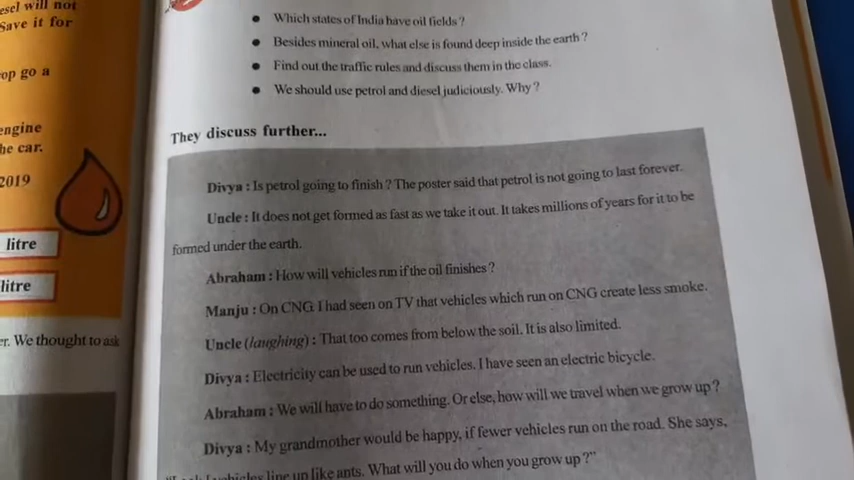 esel will not
Save it for
op go a
engine
he car.
2019
litre
litre
er. We thought to ask
Which states of India have oil fields ?
Besides mineral oil, what else is found deep inside the earth ?
Find out the traffic rules and discuss them in the class.
We should use petrol and diesel judiciously. Why ?
They discuss further...
Divya : Is petrol going to finish ? The poster said that petrol is not going to last forever.
Uncle : It does not get formed as fast as we take it out. It takes millions of years for it to be
formed under the earth.
Abraham : How will vehicles run if the oil finishes ?
Manju : On CNG. I had seen on TV that vehicles which run on CNG create less smoke.
Uncle (laughing) : That too comes from below the soil. It is also limited.
Divya : Electricity can be used to run vehicles. I have seen an electric bicycle.
Abraham : We will have to do something. Or else, how will we travel when we grow up ?
Divya : My grandmother would be happy, if fewer vehicles run on the road. She says,
vehicles line up like ants. What will you do when you grow up ?"